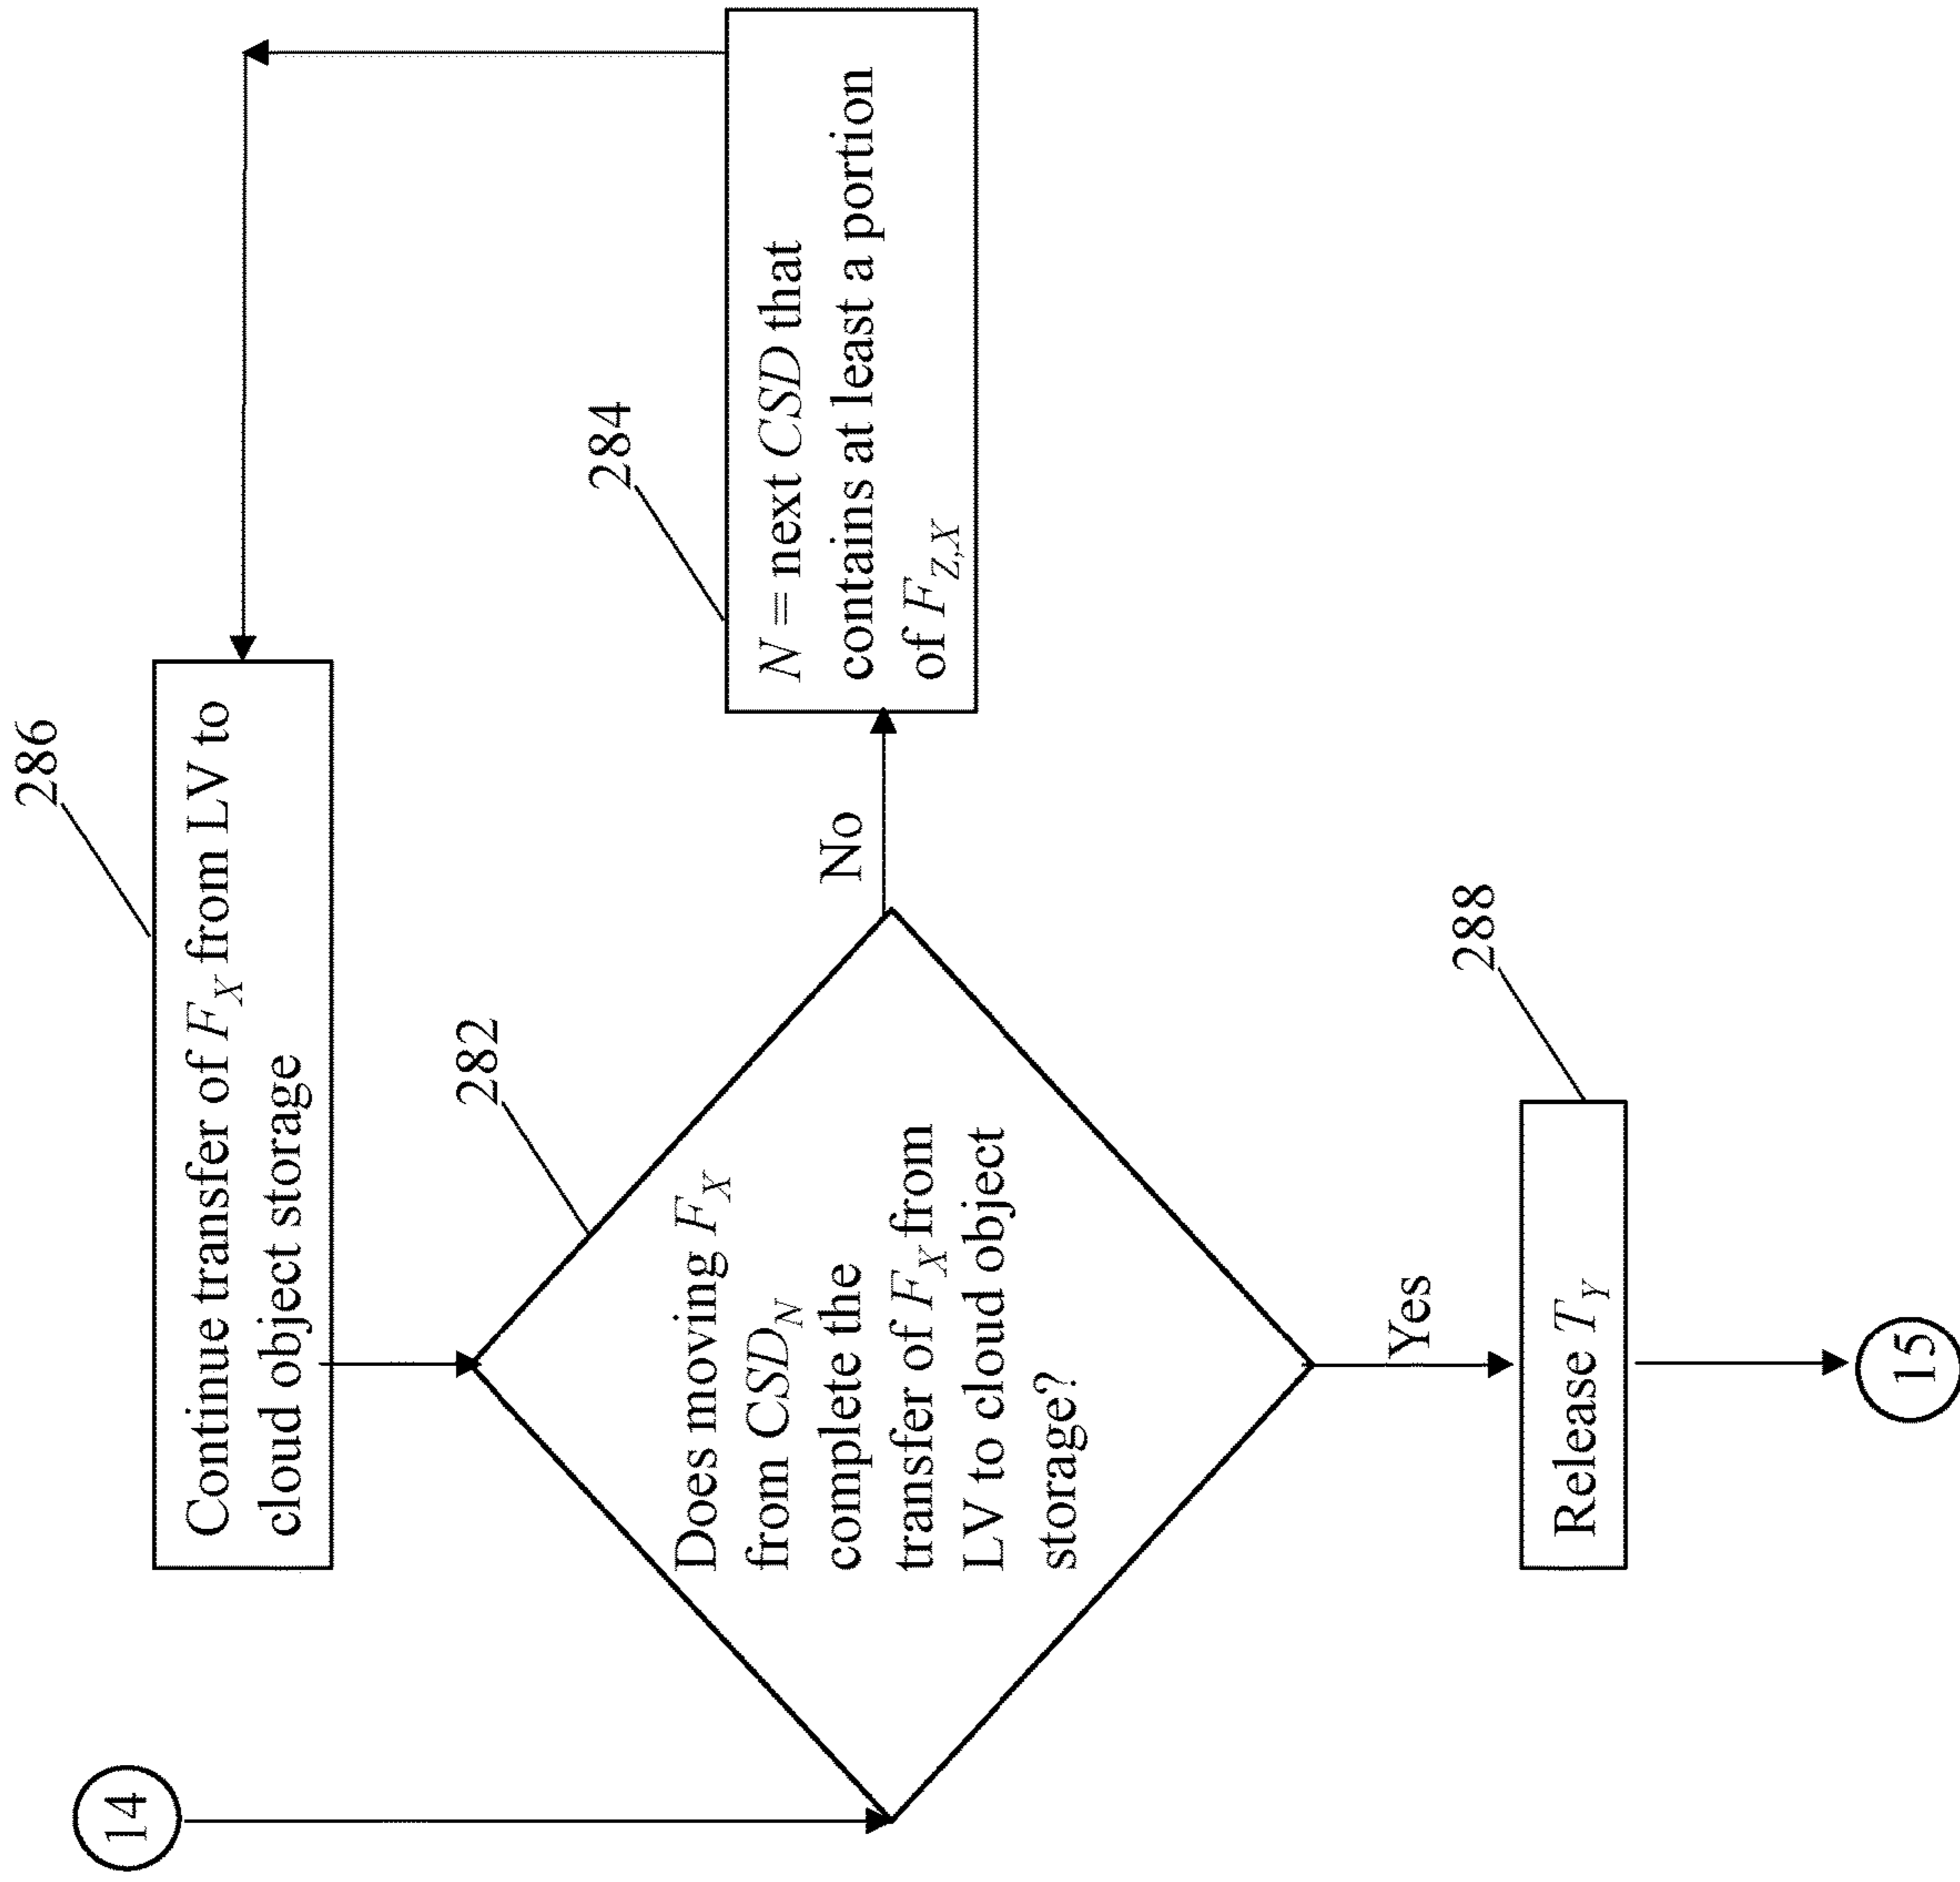 14
286
Continue transfer of F_X from LV to
cloud object storage
282
Does moving F_X
from CSD_N
complete the
transfer of F_X from
LV to cloud object
storage?
No
284
N = next CSD that
contains at least a portion
of F_Z,X
Yes
288
Release T_Y
15